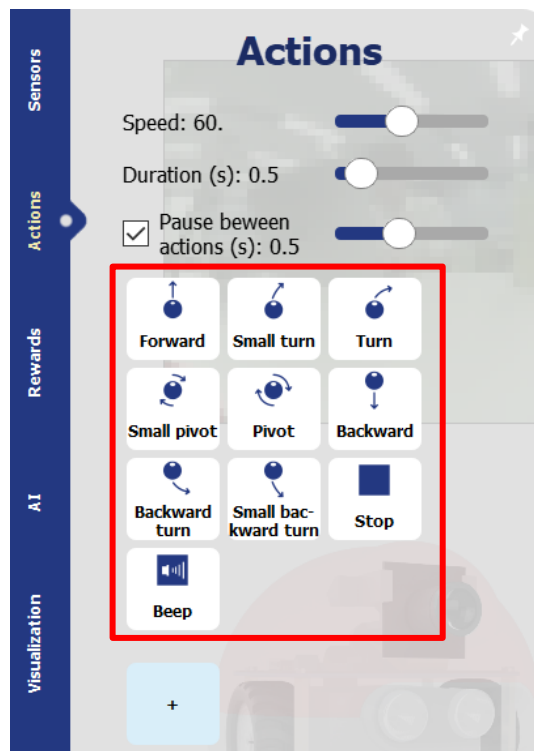 Sensors
Actions
Rewards
AI
Visualization
Actions
Speed: 60.
Duration (s): 0.5
Pause beween
actions (s): 0.5
Forward
Small turn
Turn
Small pivot
Pivot
Backward
Backward
turn
Small bac-
kward turn
Stop
Beep
+